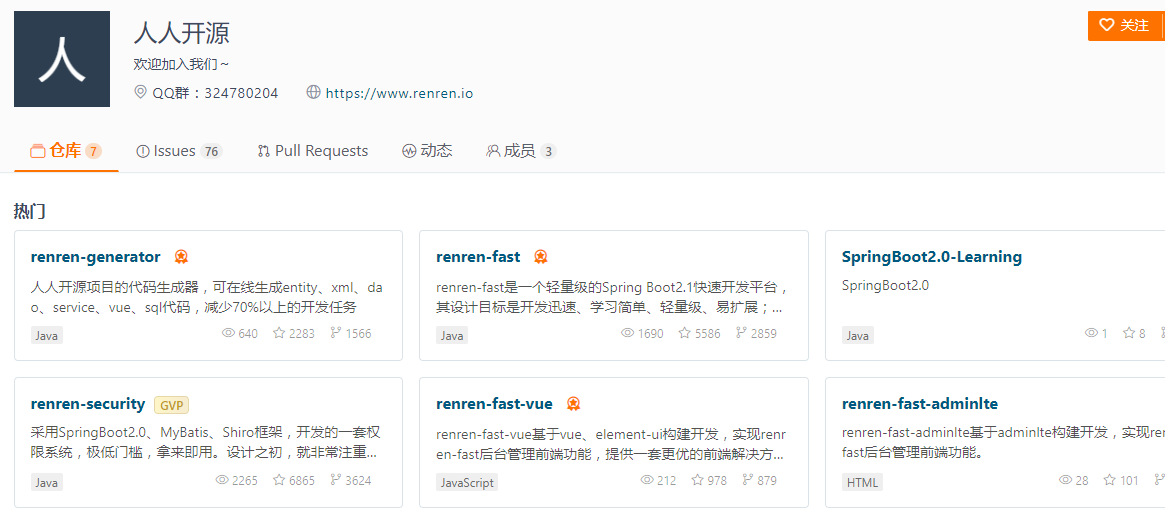 人
人人开源
关注
欢迎加入我们～
QQ群：324780204 https://www.renren.io
仓库 7 Issues 76 Pull Requests 动态 成员 3
热门
renren-generator
人人开源项目的代码生成器，可在线生成entity、xml、da
o、service、vue、sql代码，减少70%以上的开发任务
Java 640 2283 1566
renren-fast
renren-fast是一个轻量级的Spring Boot2.1快速开发平台，
其设计目标是开发迅速、学习简单、轻量级、易扩展；...
Java 1690 5586 2859
SpringBoot2.0-Learning
SpringBoot2.0
Java 1 8
renren-security GVP
采用SpringBoot2.0、MyBatis、Shiro框架，开发的一套权
限系统，极低门槛，拿来即用。设计之初，就非常注重...
Java 2265 6865 3624
renren-fast-vue
renren-fast-vue基于vue、element-ui构建开发，实现renr
en-fast后台管理前端功能，提供一套更优的前端解决方...
JavaScript 212 978 879
renren-fast-adminlte
renren-fast-adminlte基于adminlte构建开发，实现re
fast后台管理前端功能。
HTML 28 101